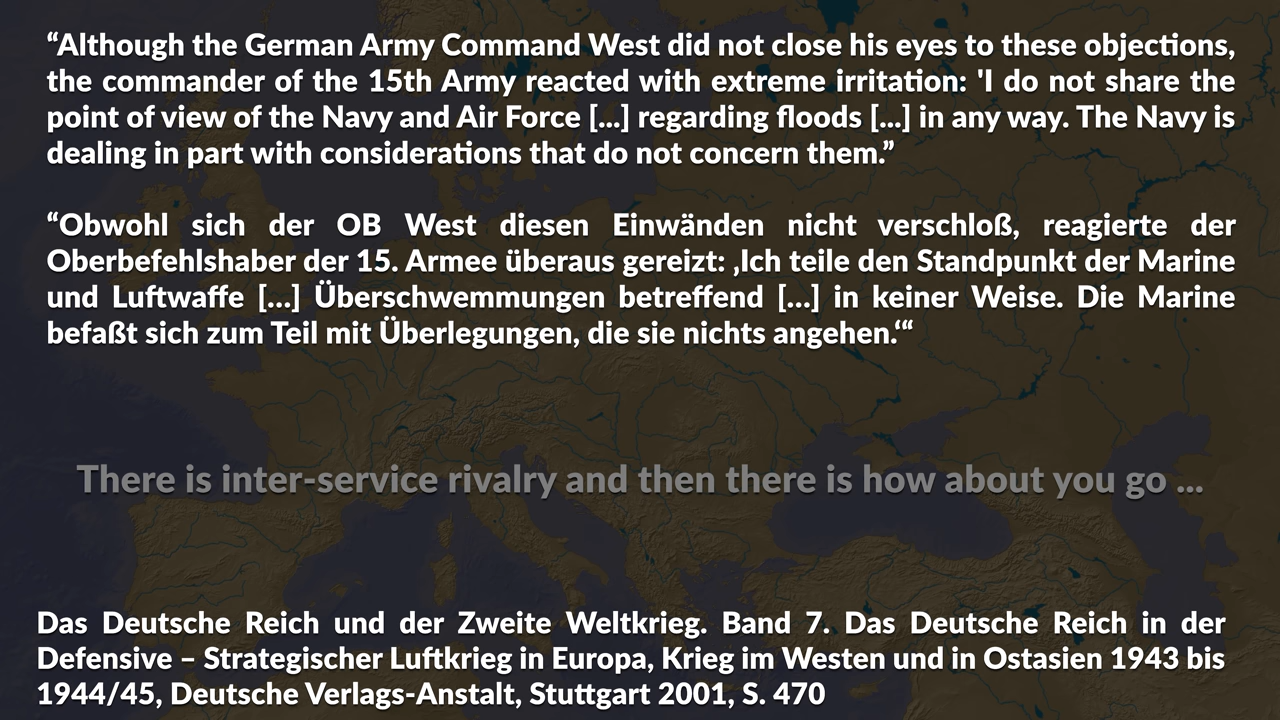 “Although the German Army Command West did not close his eyes to these objections,
the commander of the 15th Army reacted with extreme irritation: 'I do not share the
point of view of the Navy and Air Force [...] regarding floods [...] in any way. The Navy is
dealing in part with considerations that do not concern them.”
“Obwohl sich der OB West diesen Einwänden nicht verschloß, reagierte der
Oberbefehlshaber der 15. Armee überaus gereizt: ‚Ich teile den Standpunkt der Marine
und Luftwaffe [...] Überschwemmungen betreffend [...] in keiner Weise. Die Marine
befaßt sich zum Teil mit Überlegungen, die sie nichts angehen.‘“
There is inter-service rivalry and then there is how about you go ...
Das Deutsche Reich und der Zweite Weltkrieg. Band 7. Das Deutsche Reich in der
Defensive – Strategischer Luftkrieg in Europa, Krieg im Westen und in Ostasien 1943 bis
1944/45, Deutsche Verlags-Anstalt, Stuttgart 2001, S. 470